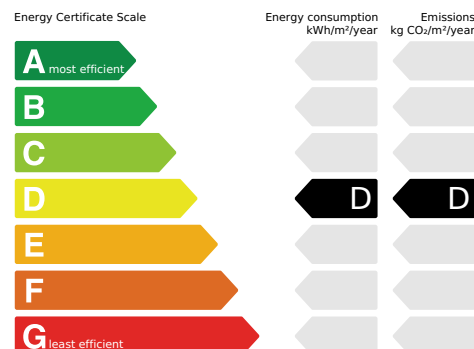 Energy Certificate Scale
Energy consumption
kWh/m²/year
Emissions
kg CO₂/m²/year
A most efficient
B
C
D D D
E
F
G least efficient